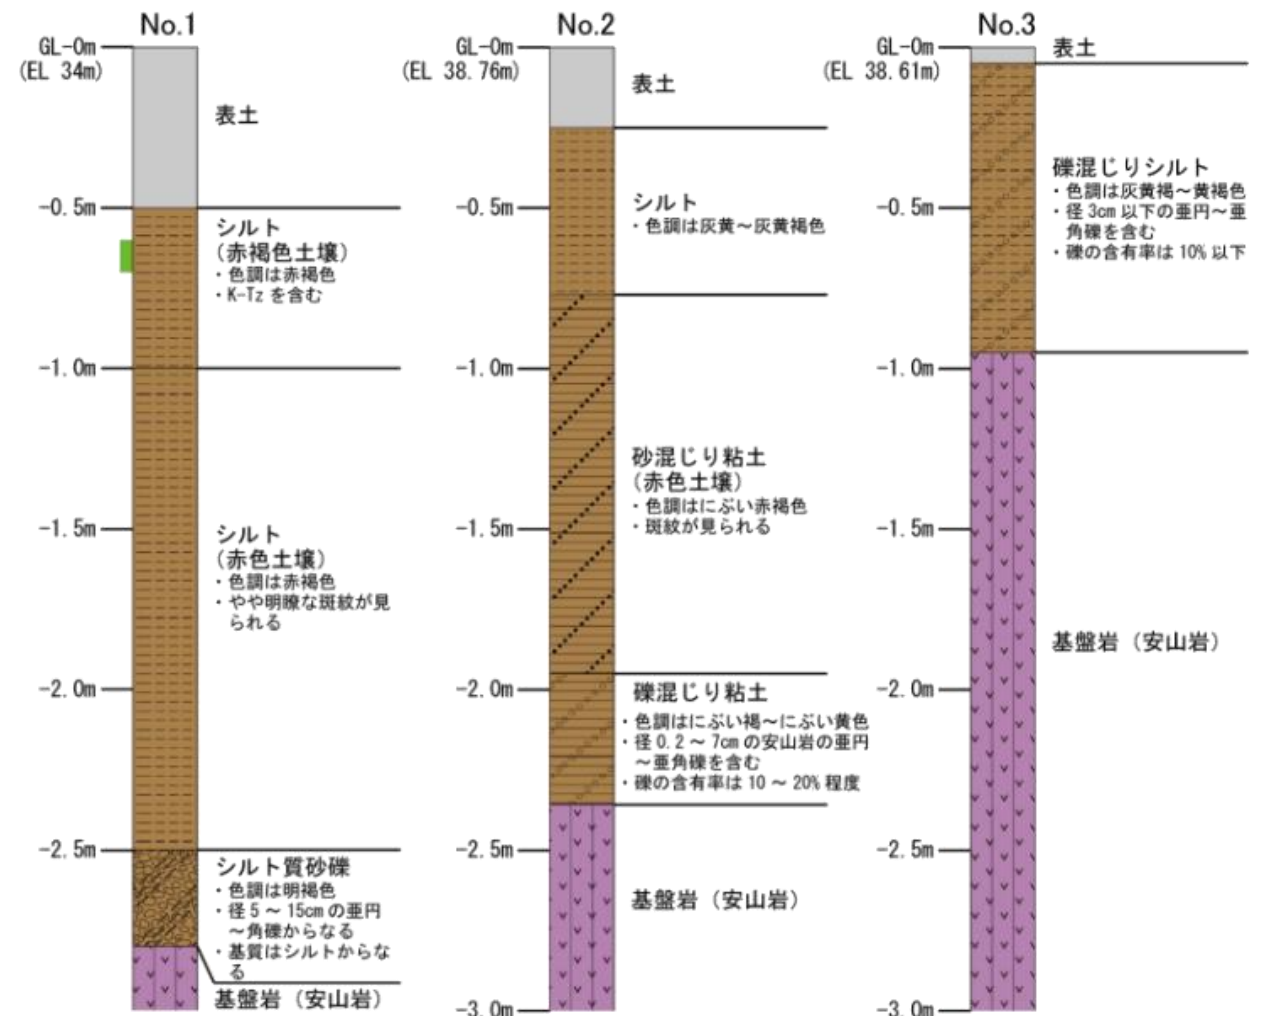 No.1
GL-0m
(EL 34m)
表土
-0.5m
シルト
(赤褐色土壌)
・色調は赤褐色
・K-Tz を含む
-1.0m
シルト
(赤色土壌)
・色調は赤褐色
・やや明瞭な斑紋が見
られる
-1.5m
-2.0m
-2.5m
シルト質砂礫
・色調は明褐色
・径 5 ～ 15cm の亜円
～角礫からなる
・基質はシルトからな
る
基盤岩（安山岩）
No.2
GL-0m
(EL 38.76m)
表土
-0.5m
シルト
・色調は灰黄～灰黄褐色
-1.0m
砂混じり粘土
(赤色土壌)
・色調はにぶい赤褐色
・斑紋が見られる
-1.5m
-2.0m
礫混じり粘土
・色調はにぶい褐～にぶい黄色
・径 0.2 ～ 7cm の安山岩の亜円
～亜角礫を含む
・礫の含有率は 10 ～ 20% 程度
-2.5m
基盤岩（安山岩）
-3.0m
No.3
GL-0m
(EL 38.61m)
表土
礫混じりシルト
・色調は灰黄褐～黄褐色
・径 3cm 以下の亜円～亜
角礫を含む
・礫の含有率は 10% 以下
-0.5m
-1.0m
-1.5m
基盤岩（安山岩）
-2.0m
-2.5m
-3.0m